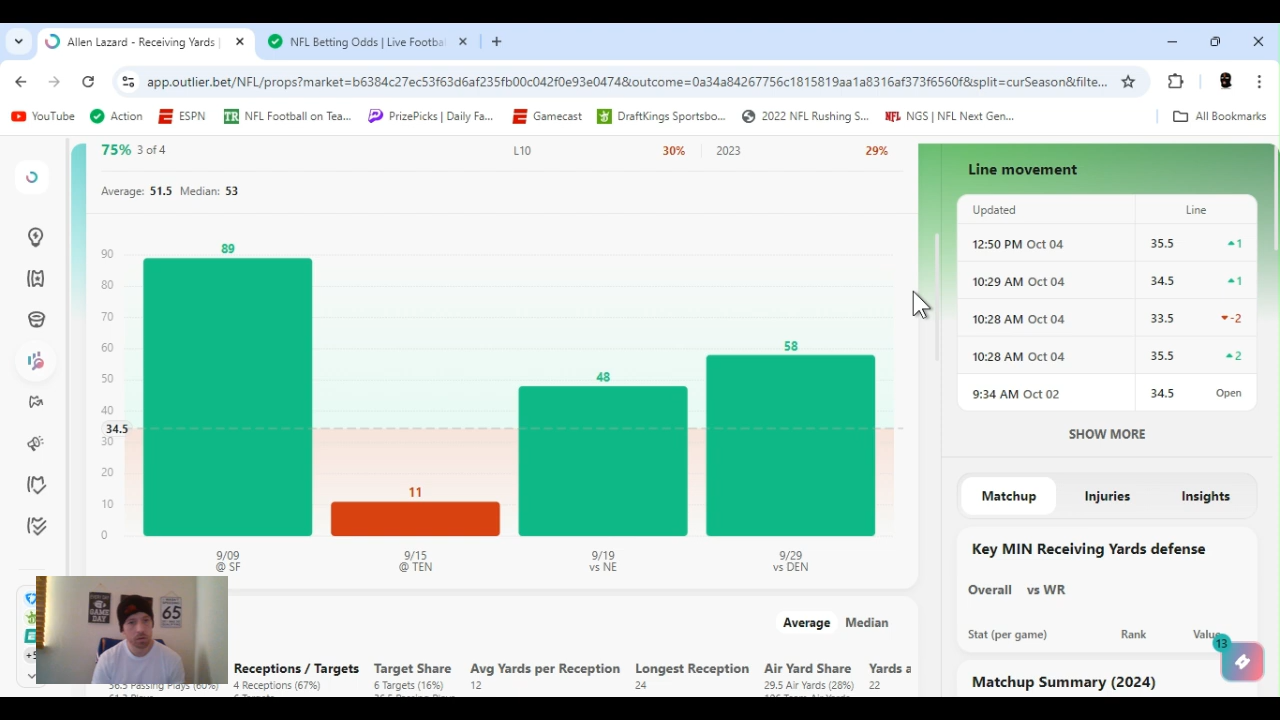 Allen Lazard - Receiving Yards
NFL Betting Odds | Live Footba
app.outlier.bet/NFL/props?market=b6384c27ec53f63d6af235fb00c042f0e93e0474&outcome=0a34a84267756c1815819aa1a8316af373f6560f&split=curSeason&filte...
YouTube Action ESPN NFL Football on Tea... PrizePicks | Daily Fa... Gamecast DraftKings Sportsbo... 2022 NFL Rushing S... NFL NGS | NFL Next Gen... All Bookmarks
75% 3 of 4 L10 30% 2023 29%
Average: 51.5 Median: 53
90
80
70
60
50
40
34.5
30
20
10
0
89
11
48
58
9/09 9/15 9/19 9/29
@ SF @ TEN vs NE vs DEN
Average Median
Receptions / Targets Target Share Avg Yards per Reception Longest Reception Air Yard Share Yards a
36.5 Passing Plays (60%) 4 Receptions (67%) 6 Targets (16%) 12 24 29.5 Air Yards (28%) 22
Line movement
Updated Line
12:50 PM Oct 04 35.5 1
10:29 AM Oct 04 34.5 1
10:28 AM Oct 04 33.5 -2
10:28 AM Oct 04 35.5 2
9:34 AM Oct 02 34.5 Open
SHOW MORE
Matchup Injuries Insights
Key MIN Receiving Yards defense
Overall vs WR
Stat (per game) Rank Value
13
Matchup Summary (2024)
GAME
DAY
65